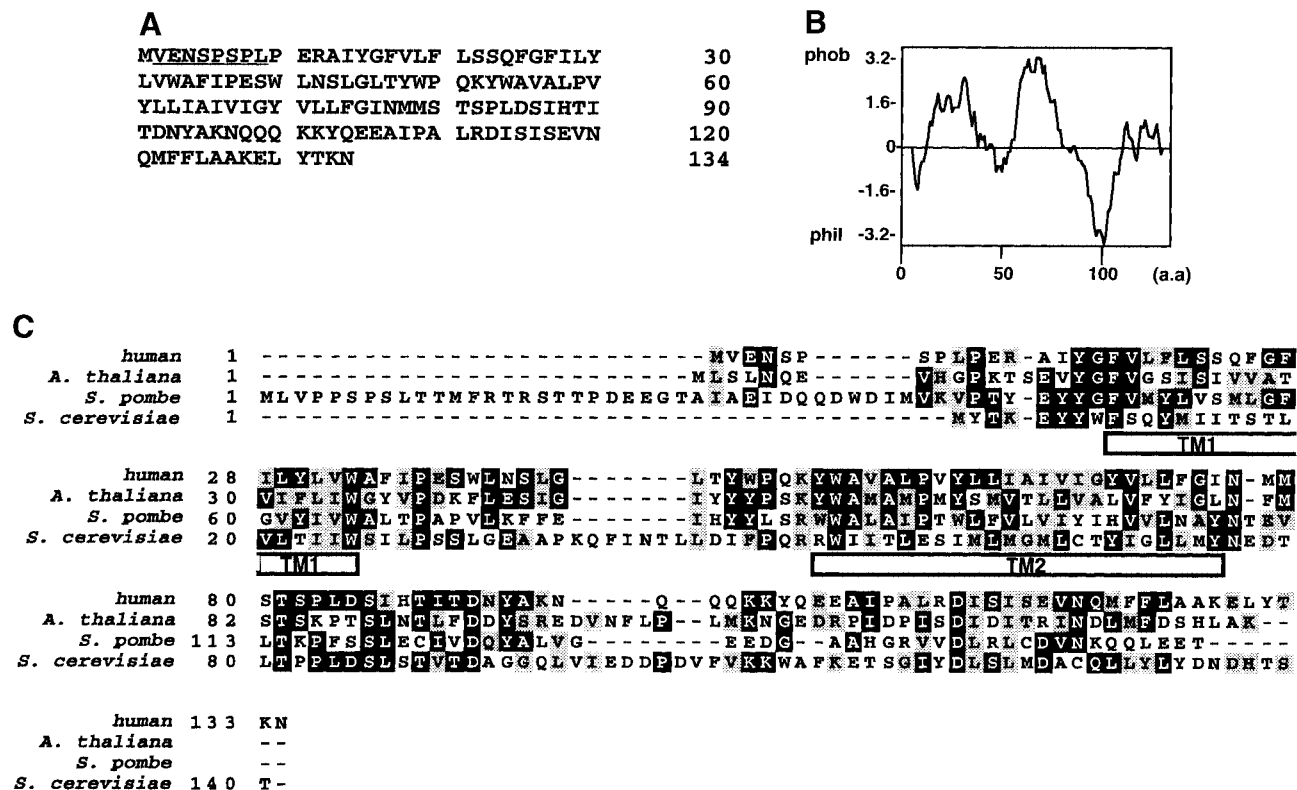 A
MVENSPSPLP ERAIYGFVLF LSSQFGFILY 30
LVWAFIPESW LNSLGLTYWP QKYWAVALPV 60
YLLIAIVIGY VLLFGINMMS TSPLDSIHTI 90
TDNYAKNQQQ KKYQEEAIPA LRDISISEVN 120
QMFFLAAKEL YTKN 134
B
phob 3.2-
1.6-
0
-1.6-
phil -3.2-
0 50 100 (a.a)
C
human 1 --------------------------MVENSP------SPLPER-AIYGFVLFLSSQFGF
A. thaliana 1 -------------------------MLSLNQE------VHGPKTSEVYGFVGSISIVVAT
S. pombe 1 MLVPPSPSLTTMFRTRSTTPDEEGTAIAEIDQQDWDIMVKVPTY-EYYGFVMYLVSMLGF
S. cerevisiae 1 ----------------------------------------MYTK-EYYWFSQYMIITSTL
TM1
human 28 ILYLVWAFIPESWLNSLG-------LTYWPQKYWAVALPVYLLIAIVIGYVLLFGIN-MM
A. thaliana 30 VIFLIWGYVPDKFLESIG-------IYYYPSKYWAMAMPMYSMVTLLVALVFYIGLN-FM
S. pombe 60 GVYIVWALTPAPVLKFFE-------IHYYLSRWWALAIPTWLFVLVIYIHVVLNAYNTEV
S. cerevisiae 20 VLTIIWSILPSSLGEAAPKQFINTLLDIFPQRRWIITLESIMLMGMLCTYIGLLMYNEDT
TM1 TM2
human 80 STSPLDSIHTITDNYAKN-----Q--QQKKYQEEAIPALRDISISEVNQMFFLAAKELYT
A. thaliana 82 STSKPTSLNTLFDDYSREDVNFLP--LMKNGEDRPIDPISDIDITRINDLMFDSHLAK--
S. pombe 113 LTKPFSSLECIVDQYALVG--------EEDG--AAHGRVVDLRLCDVNKQQLEET-----
S. cerevisiae 80 LTPPLDSLSTVTDAGGQLVIEDDPDVFVKKWAFKETSGIYDLSLMDACQLLYLYDNDHTS
human 133 KN
A. thaliana --
S. pombe --
S. cerevisiae 140 T-